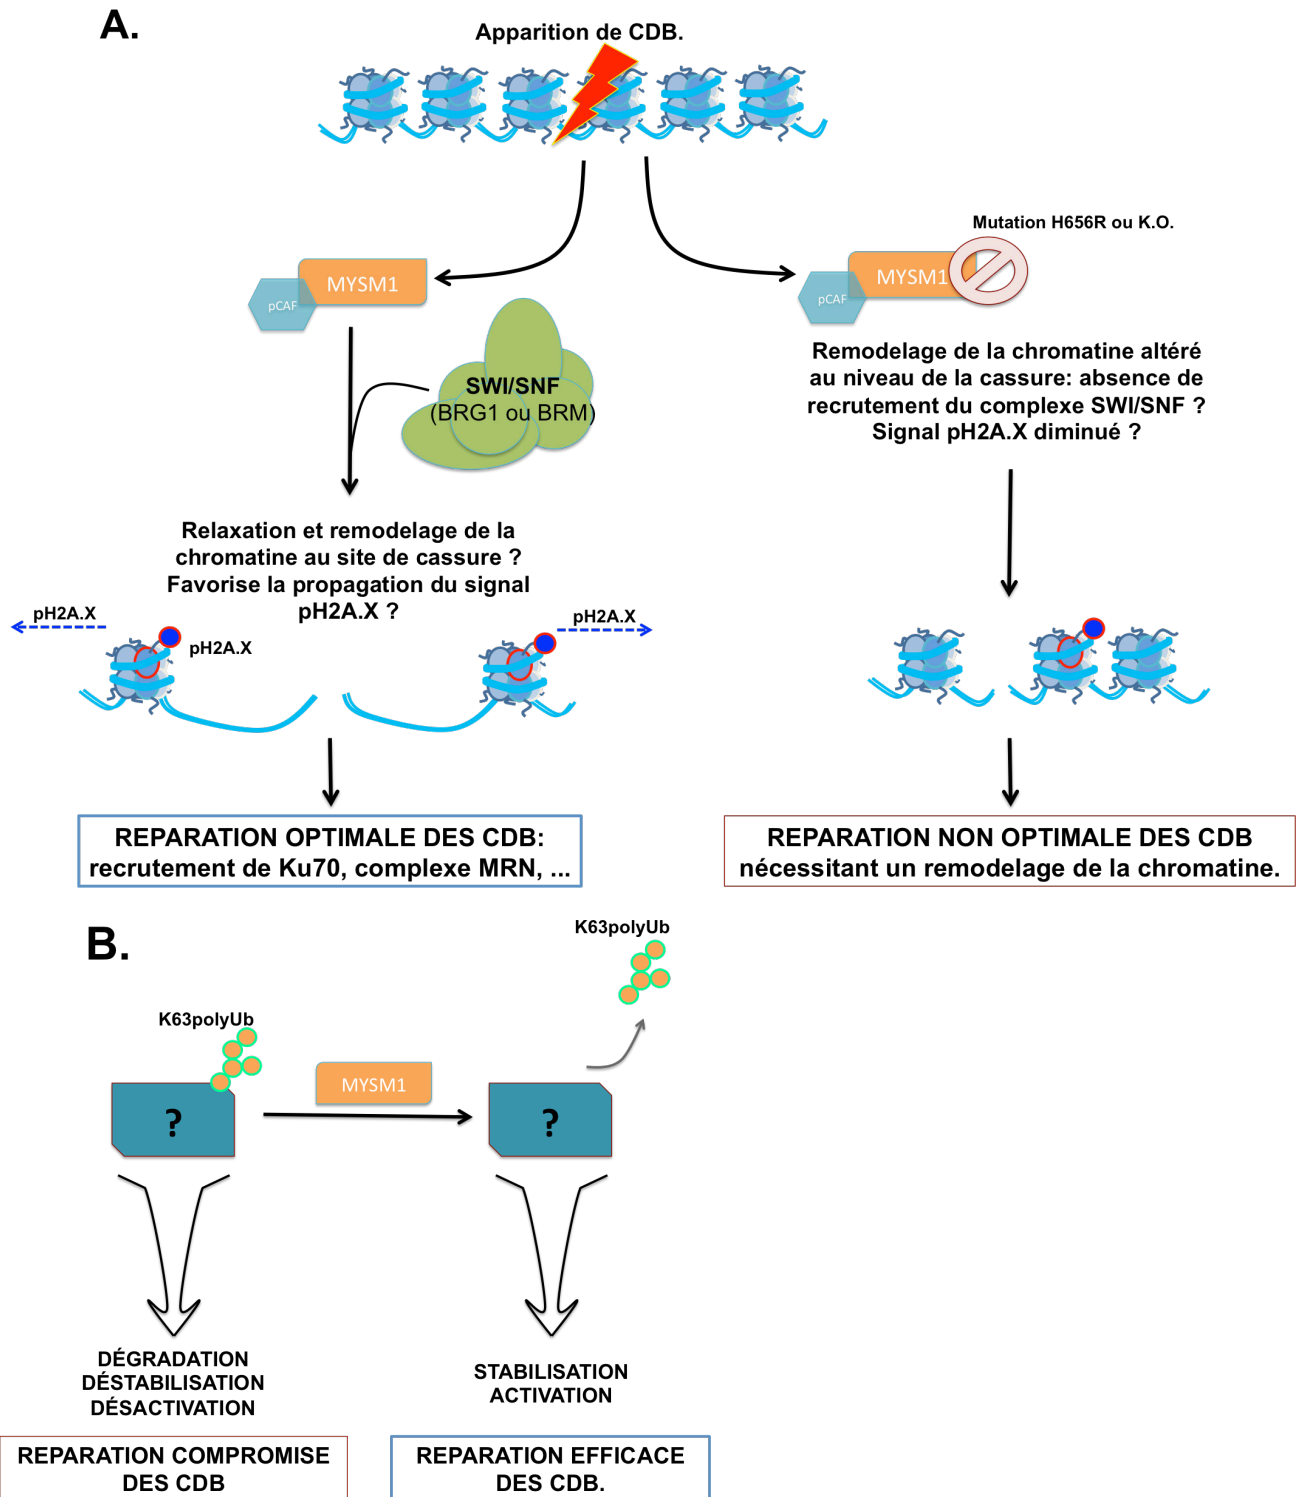 A.
Apparition de CDB.
Mutation H656R ou K.O.
MYSM1
pCAF
MYSM1
pCAF
SWI/SNF
(BRG1 ou BRM)
Remodelage de la chromatine altéré
au niveau de la cassure: absence de
recrutement du complexe SWI/SNF ?
Signal pH2A.X diminué ?
Relaxation et remodelage de la
chromatine au site de cassure ?
Favorise la propagation du signal
pH2A.X ?
pH2A.X
pH2A.X
pH2A.X
REPARATION OPTIMALE DES CDB:
recrutement de Ku70, complexe MRN, ...
REPARATION NON OPTIMALE DES CDB
nécessitant un remodelage de la chromatine.
B.
K63polyUb
K63polyUb
MYSM1
?
?
DÉGRADATION
DÉSTABILISATION
DÉSACTIVATION
STABILISATION
ACTIVATION
REPARATION COMPROMISE
DES CDB
REPARATION EFFICACE
DES CDB.